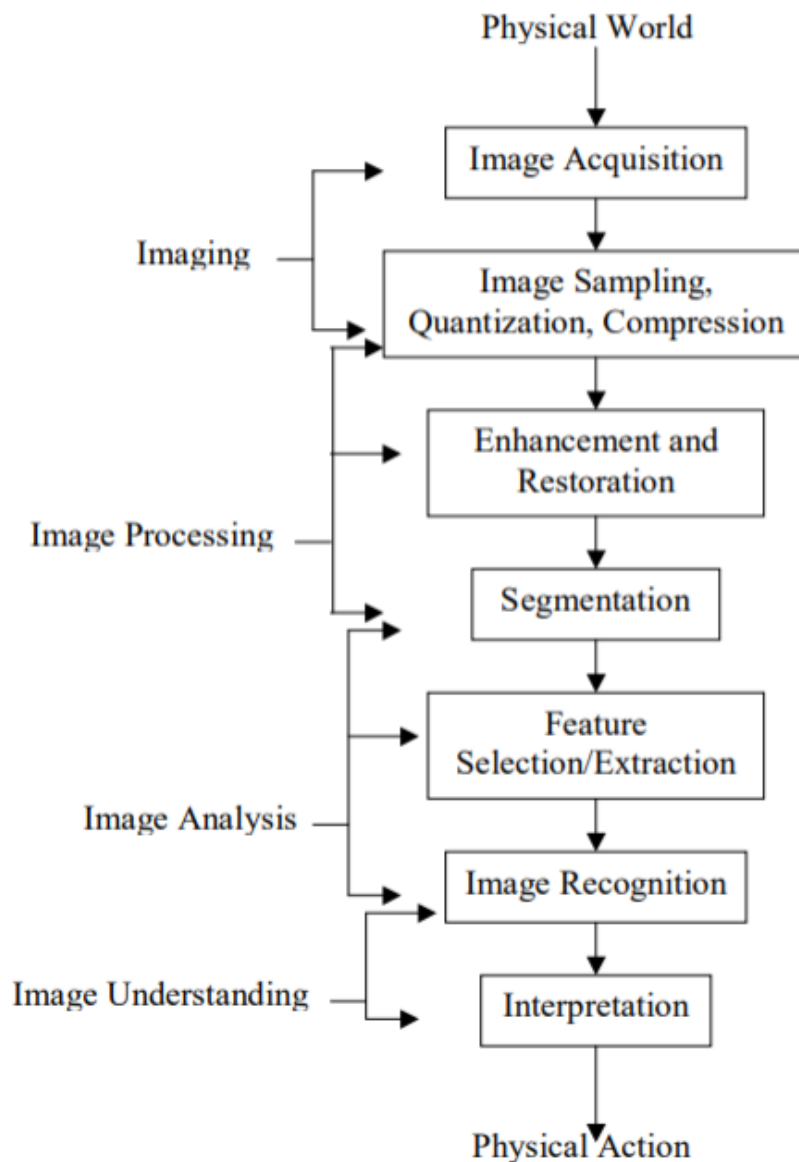 Physical World
Image Acquisition
Imaging
Image Sampling,
Quantization, Compression
Enhancement and
Restoration
Image Processing
Segmentation
Feature
Selection/Extraction
Image Analysis
Image Recognition
Image Understanding
Interpretation
Physical Action